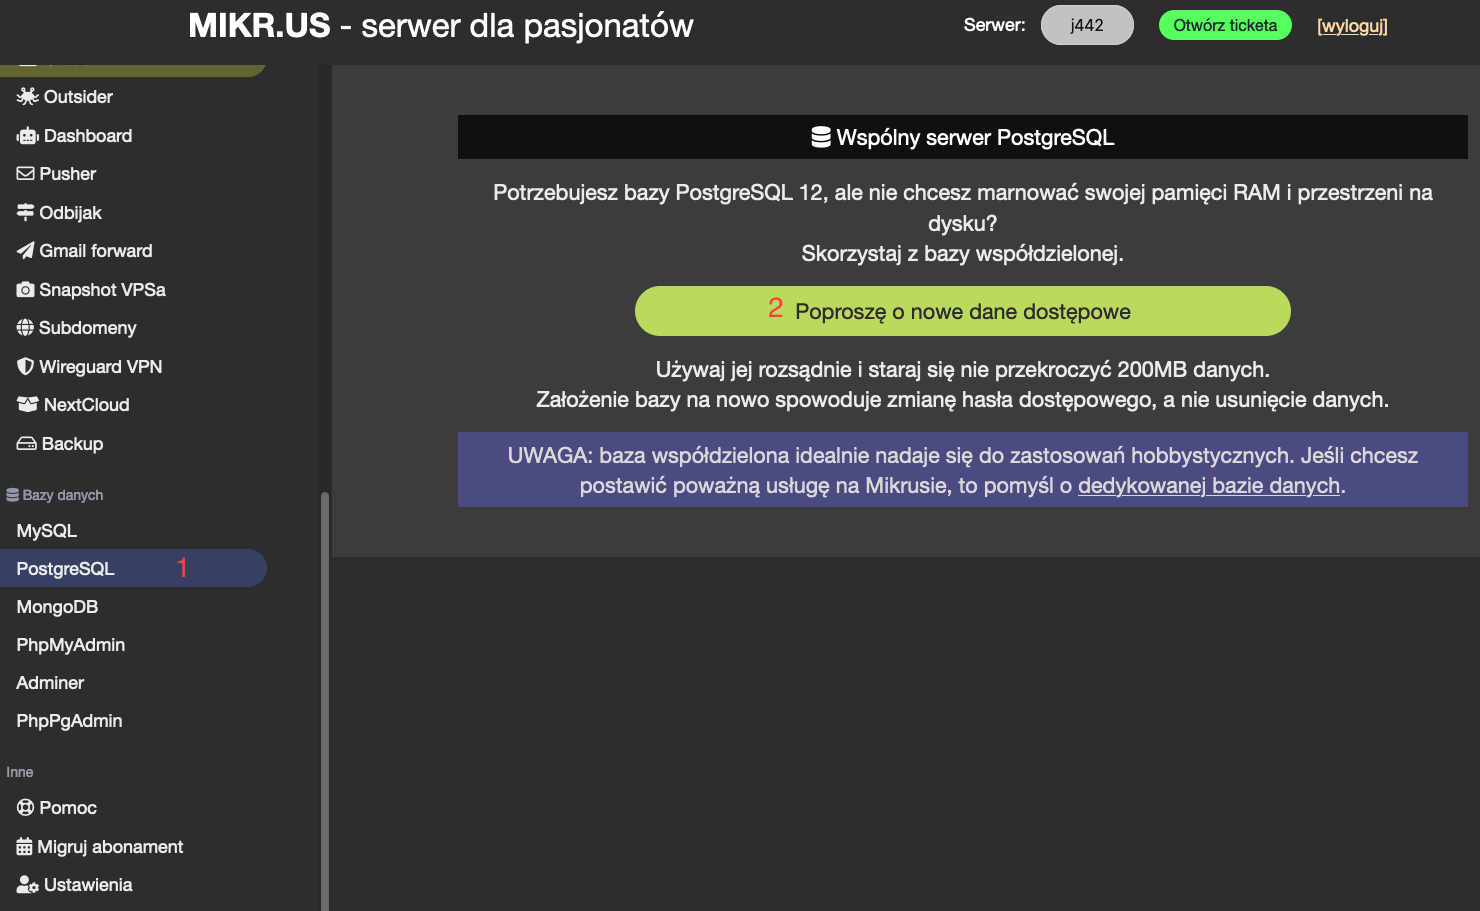 MIKR.US - serwer dla pasjonatów
Serwer: j442 Otwórz ticketa [wyloguj]
Outsider
Dashboard
Pusher
Odbijak
Gmail forward
Snapshot VPSa
Subdomeny
Wireguard VPN
NextCloud
Backup
Bazy danych
MySQL
PostgreSQL 1
MongoDB
PhpMyAdmin
Adminer
PhpPgAdmin
Inne
Pomoc
Migruj abonament
Ustawienia
Wspólny serwer PostgreSQL
Potrzebujesz bazy PostgreSQL 12, ale nie chcesz marnować swojej pamięci RAM i przestrzeni na
dysku?
Skorzystaj z bazy współdzielonej.
2 Poproszę o nowe dane dostępowe
Używaj jej rozsądnie i staraj się nie przekroczyć 200MB danych.
Założenie bazy na nowo spowoduje zmianę hasła dostępowego, a nie usunięcie danych.
UWAGA: baza współdzielona idealnie nadaje się do zastosowań hobbystycznych. Jeśli chcesz
postawić poważną usługę na Mikrusie, to pomyśl o dedykowanej bazie danych.